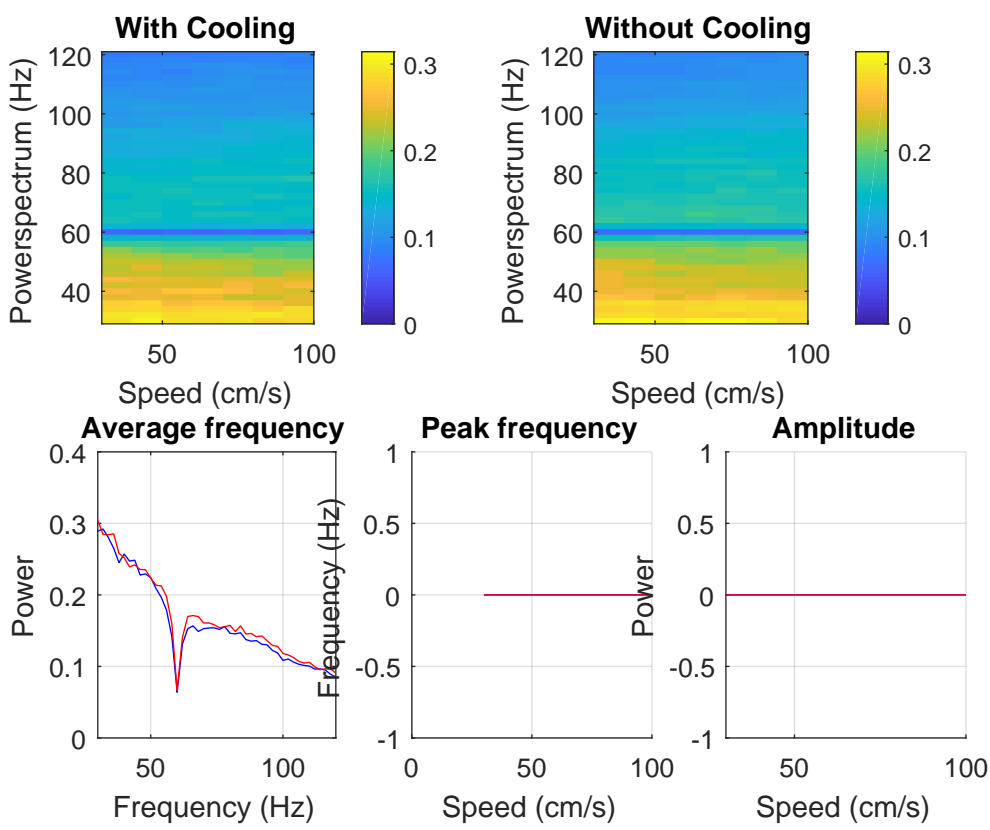 With Cooling
Without Cooling
Powerspectrum (Hz)
120
100
80
60
40
50
100
Speed (cm/s)
0.3
0.2
0.1
0
Powerspectrum (Hz)
120
100
80
60
40
50
100
Speed (cm/s)
0.3
0.2
0.1
0
Average frequency
Power
0.4
0.3
0.2
0.1
0
50
100
Frequency (Hz)
Peak frequency
Frequency (Hz)
1
0.5
0
-0.5
-1
0
50
100
Speed (cm/s)
Amplitude
Power
1
0.5
0
-0.5
-1
50
100
Speed (cm/s)